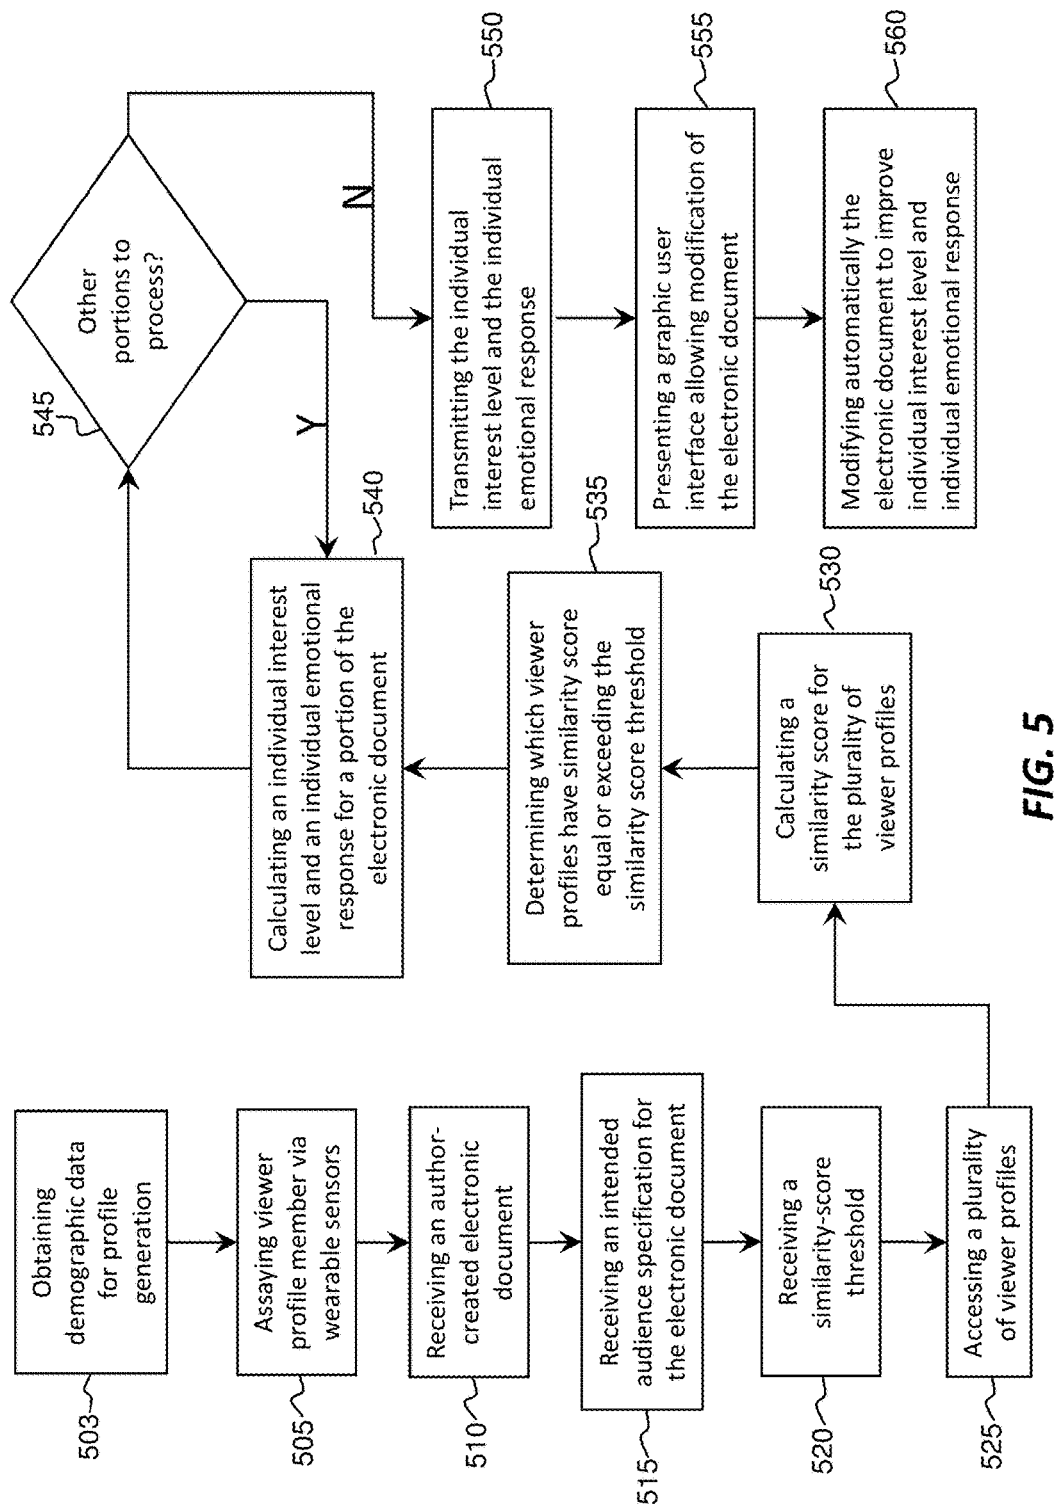 503
Obtaining
demographic data
for profile
generation
505
Assaying viewer
profile member via
wearable sensors
510
Receiving an author-
created electronic
document
515
Receiving an intended
audience specification for
the electronic document
520
Receiving a
similarity-score
threshold
525
Accessing a plurality
of viewer profiles
530
Calculating a
similarity score for
the plurality of
viewer profiles
535
Determining which viewer
profiles have similarity score
equal or exceeding the
similarity score threshold
540
Calculating an individual interest
level and an individual emotional
response for a portion of the
electronic document
545
Other
portions to
process?
Y
N
550
Transmitting the individual
interest level and the individual
emotional response
555
Presenting a graphic user
interface allowing modification of
the electronic document
560
Modifying automatically the
electronic document to improve
individual interest level and
individual emotional response
FIG. 5